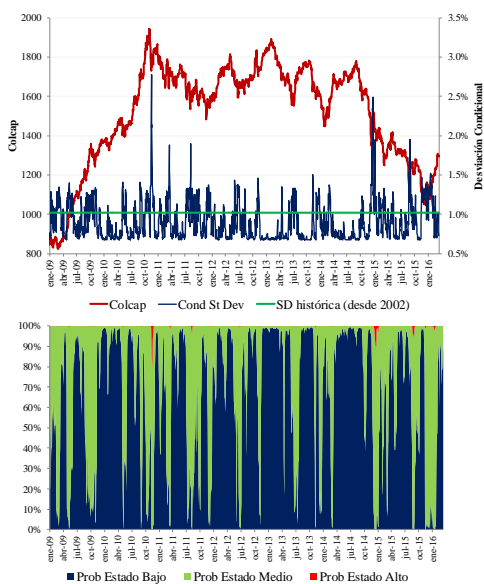 2000
1800
1600
1400
1200
1000
800
Colcap
3.5%
3.0%
2.5%
2.0%
1.5%
1.0%
0.5%
Desviación Condicional
ene-09
abr-09
jul-09
oct-09
ene-10
abr-10
jul-10
oct-10
ene-11
abr-11
jul-11
oct-11
ene-12
abr-12
jul-12
oct-12
ene-13
abr-13
jul-13
oct-13
ene-14
abr-14
jul-14
oct-14
ene-15
abr-15
jul-15
oct-15
ene-16
Colcap Cond St Dev SD histórica (desde 2002)
100%
90%
80%
70%
60%
50%
40%
30%
20%
10%
0%
ene-09
abr-09
jul-09
oct-09
ene-10
abr-10
jul-10
oct-10
ene-11
abr-11
jul-11
oct-11
ene-12
abr-12
jul-12
oct-12
ene-13
abr-13
jul-13
oct-13
ene-14
abr-14
jul-14
oct-14
ene-15
abr-15
jul-15
oct-15
ene-16
Prob Estado Bajo Prob Estado Medio Prob Estado Alto